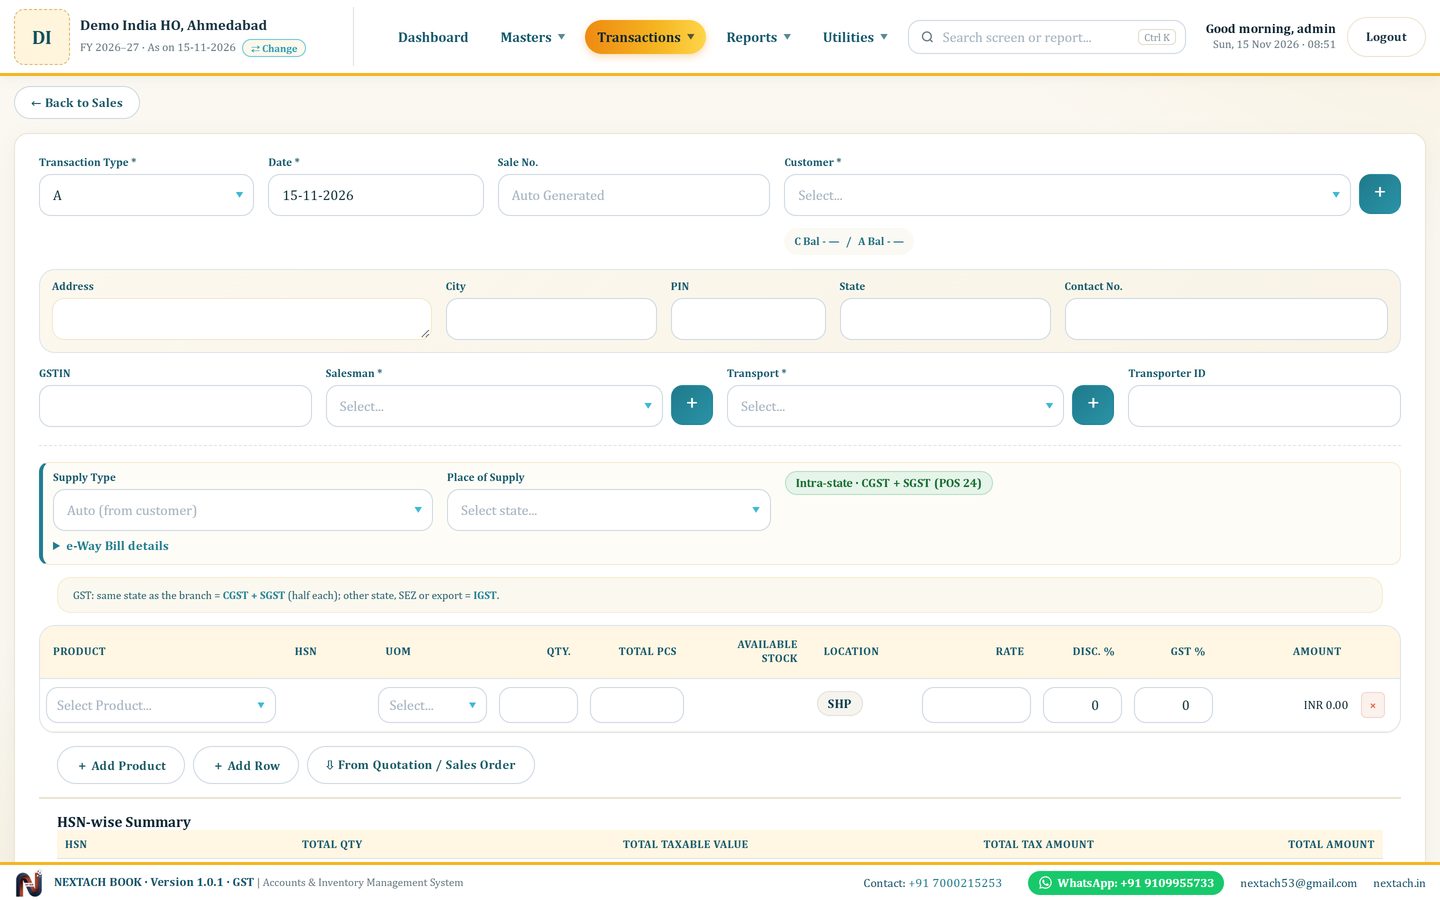 DI
Demo India HO, Ahmedabad
FY 2026–27 · As on 15-11-2026 ⇄ Change
Dashboard Masters ▼ Transactions ▼ Reports ▼ Utilities ▼
Search screen or report... Ctrl K
Good morning, admin
Sun, 15 Nov 2026 · 08:51
Logout
← Back to Sales
Transaction Type * Date * Sale No. Customer *
A 15-11-2026 Auto Generated Select... +
C Bal - — / A Bal - —
Address City PIN State Contact No.
GSTIN Salesman * Transport * Transporter ID
Select... + Select... +
Supply Type Place of Supply Intra-state · CGST + SGST (POS 24)
Auto (from customer) Select state...
▶ e-Way Bill details
GST: same state as the branch = CGST + SGST (half each); other state, SEZ or export = IGST.
PRODUCT HSN UOM QTY. TOTAL PCS AVAILABLE STOCK LOCATION RATE DISC. % GST % AMOUNT
Select Product... Select... SHP 0 0 INR 0.00 ×
+ Add Product + Add Row ⇩ From Quotation / Sales Order
HSN-wise Summary
HSN TOTAL QTY TOTAL TAXABLE VALUE TOTAL TAX AMOUNT TOTAL AMOUNT
N NEXTACH BOOK · Version 1.0.1 · GST | Accounts & Inventory Management System
Contact: +91 7000215253 WhatsApp: +91 9109955733 nextach53@gmail.com nextach.in